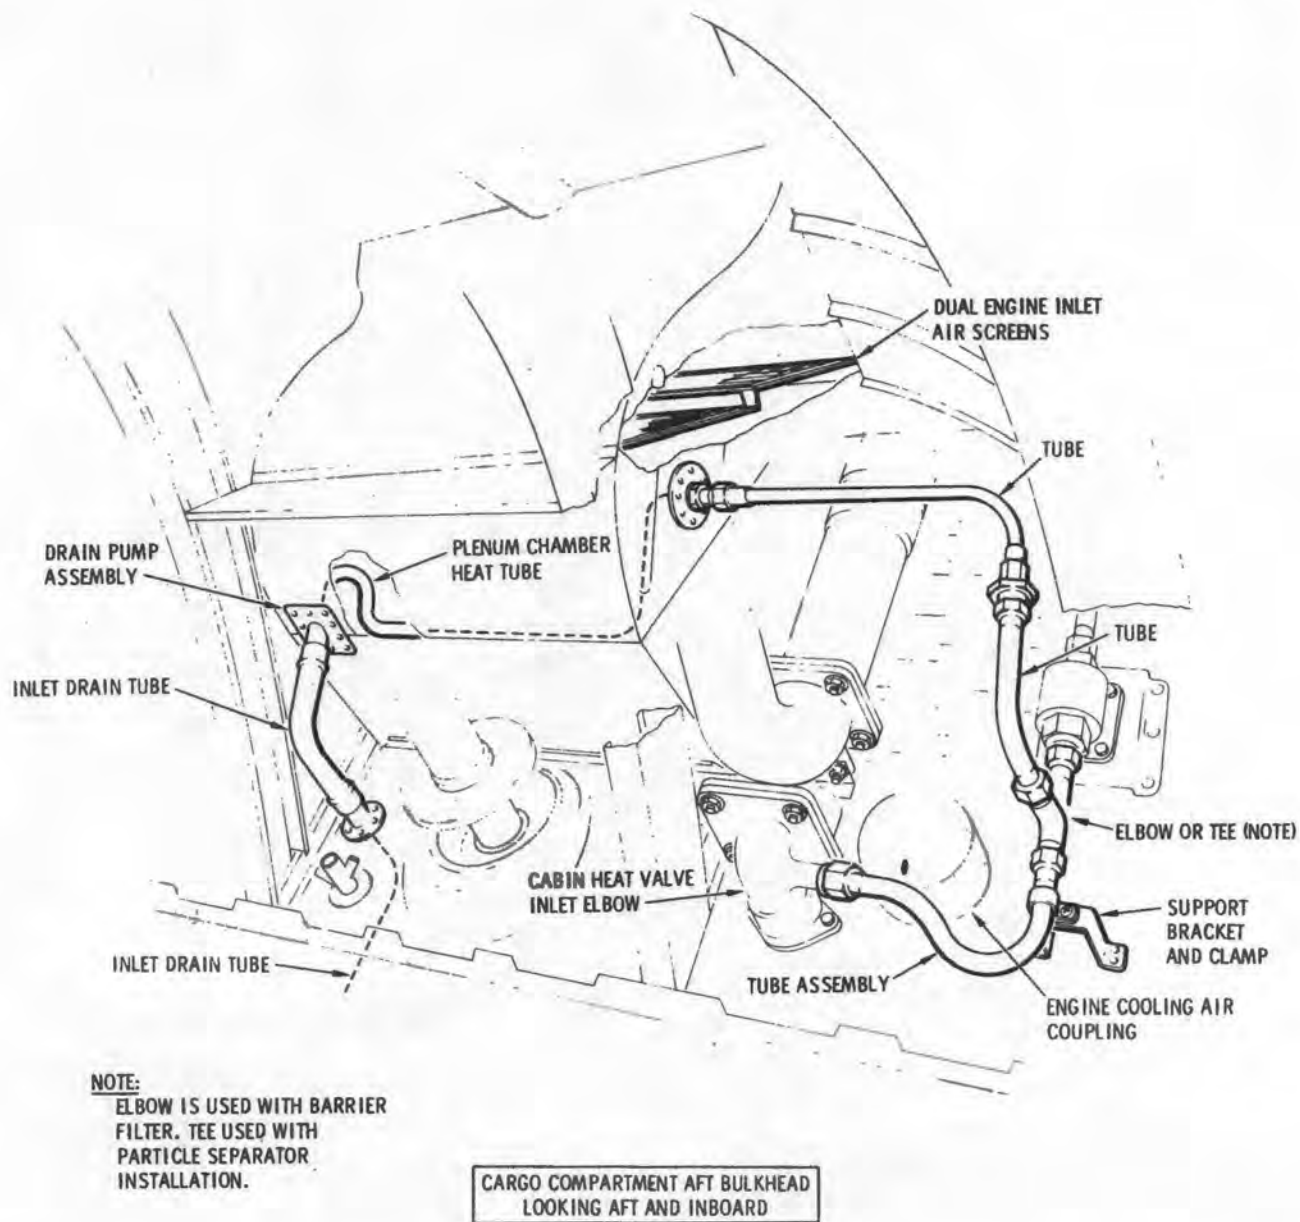 DUAL ENGINE INLET
AIR SCREENS
TUBE
DRAIN PUMP
ASSEMBLY
PLENUM CHAMBER
HEAT TUBE
TUBE
INLET DRAIN TUBE
ELBOW OR TEE (NOTE)
CABIN HEAT VALVE
INLET ELBOW
SUPPORT
BRACKET
AND CLAMP
INLET DRAIN TUBE
TUBE ASSEMBLY
ENGINE COOLING AIR
COUPLING
NOTE:
ELBOW IS USED WITH BARRIER
FILTER. TEE USED WITH
PARTICLE SEPARATOR
INSTALLATION.
CARGO COMPARTMENT AFT BULKHEAD
LOOKING AFT AND INBOARD